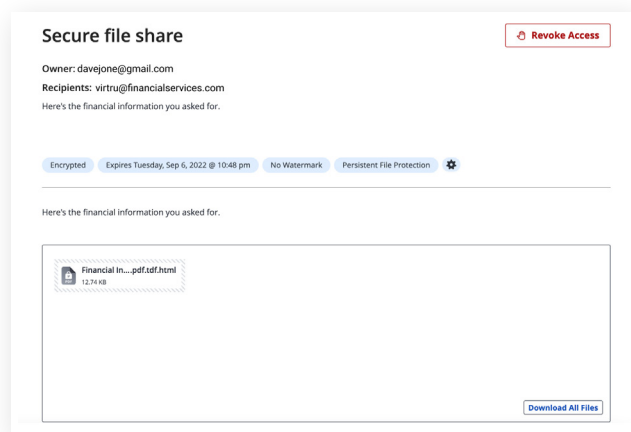 Secure file share
Revoke Access
Owner: davejone@gmail.com
Recipients: virtru@financialservices.com
Here's the financial information you asked for.
Encrypted
Expires Tuesday, Sep 6, 2022 @ 10:48 pm
No Watermark
Persistent File Protection
Here's the financial information you asked for.
Financial In....pdf.tdf.html
12.74 KB
Download All Files